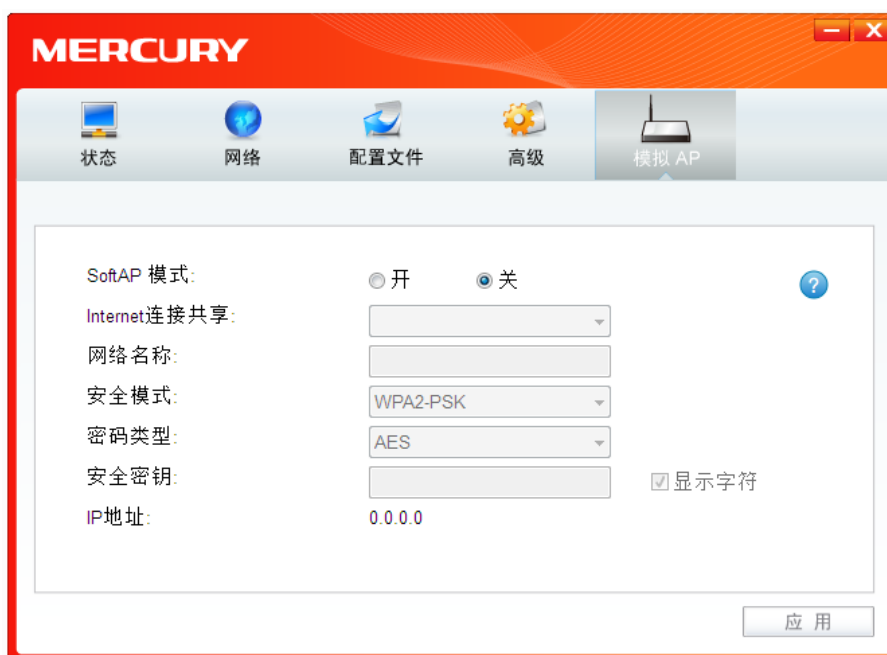 MERCURY
状态 网络 配置文件 高级 模拟 AP
SoftAP 模式: 开 关
?
Internet连接共享:
网络名称:
安全模式: WPA2-PSK
密码类型: AES
安全密钥: 显示字符
IP地址: 0.0.0.0
应 用